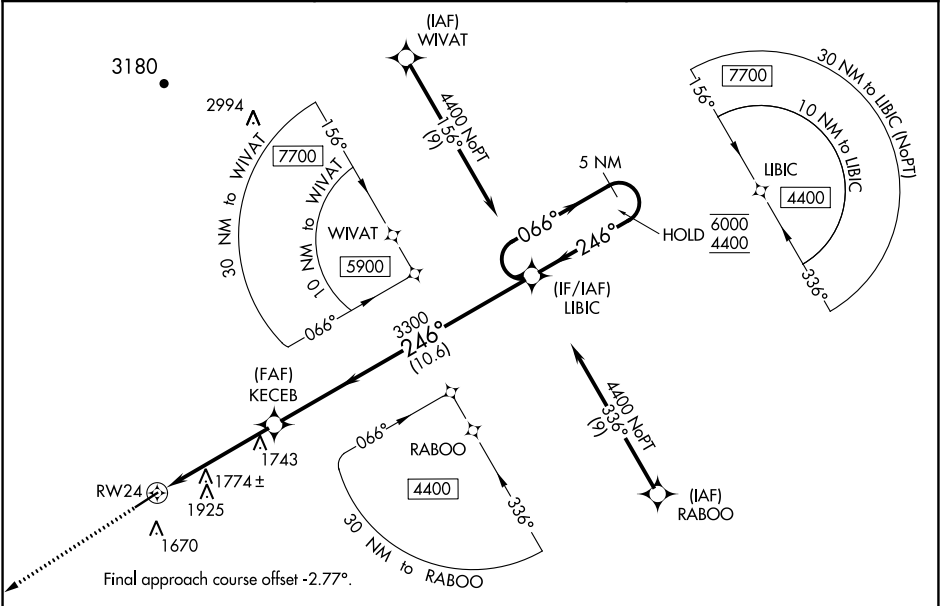 (IAF)
WIVAT
3180
2994
4400 NoPT
156°
(9)
30 NM to WIVAT
7700
156°
10 NM to WIVAT
WIVAT
5900
066°
7700
30 NM to LIBIC (NoPT)
156°
10 NM to LIBIC
LIBIC
4400
336°
5 NM
066°
246°
HOLD
6000
4400
(IF/IAF)
LIBIC
3300
246°
(10.6)
(FAF)
KECEB
1743
RW24
1774±
1925
1670
066°
RABOO
4400
336°
30 NM to RABOO
4400 NoPT
336°
(9)
(IAF)
RABOO
Final approach course offset -2.77°.